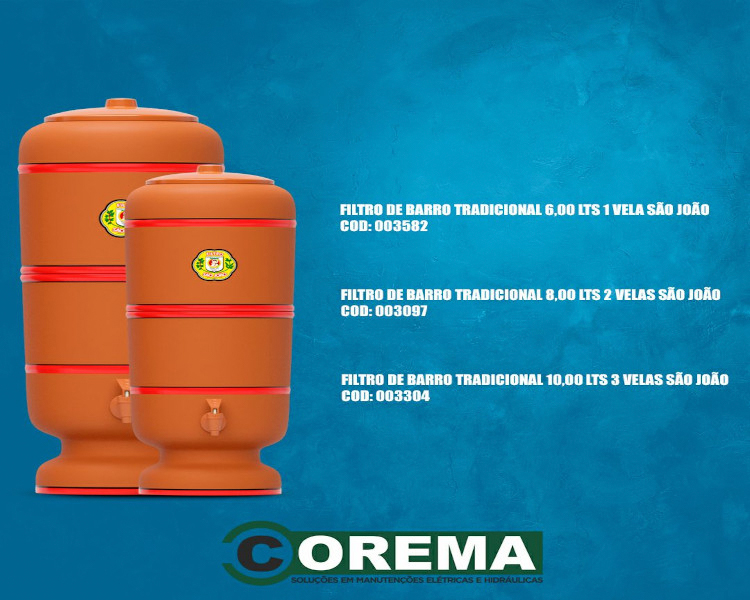 FILTRO DE BARRO TRADICIONAL 6,00 LTS 1 VELA SÃO JOÃO
COD: 003582
FILTRO DE BARRO TRADICIONAL 8,00 LTS 2 VELAS SÃO JOÃO
COD: 003097
FILTRO DE BARRO TRADICIONAL 10,00 LTS 3 VELAS SÃO JOÃO
COD: 003304
COREMA
SOLUÇÕES EM MANUTENÇÕES ELÉTRICAS E HIDRÁULICAS